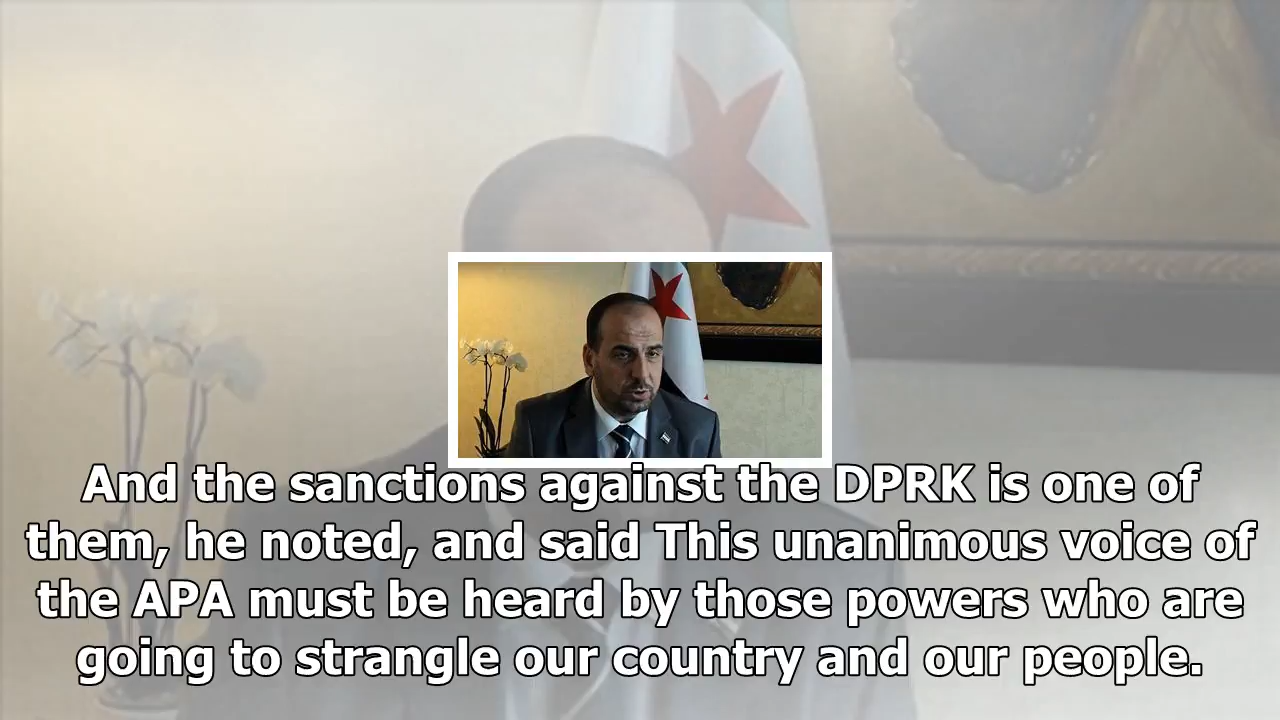 And the sanctions against the DPRK is one of
them, he noted, and said This unanimous voice of
the APA must be heard by those powers who are
going to strangle our country and our people.